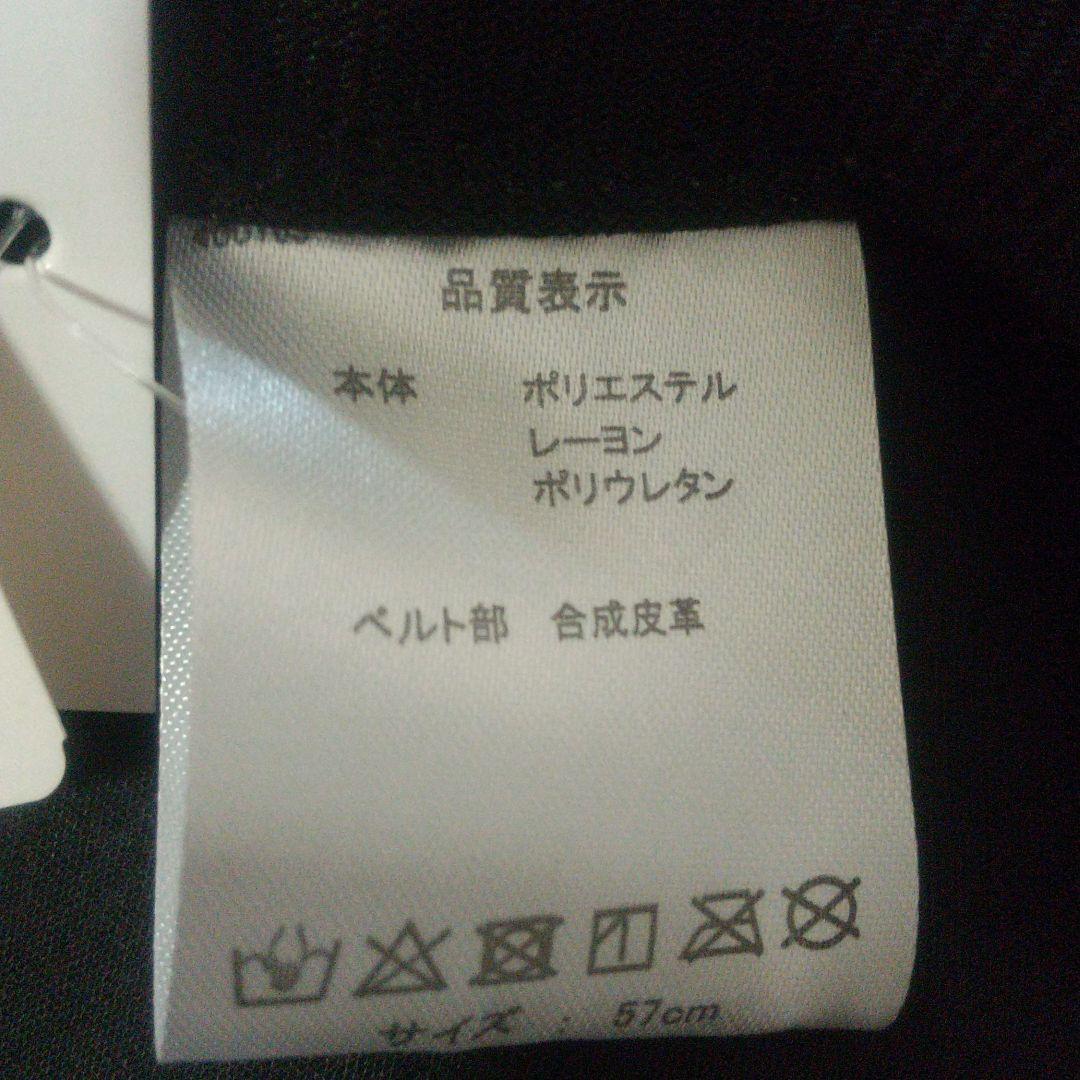 品質表示
本体 ポリエステル
レーヨン
ポリウレタン
ベルト部 合成皮革
サイズ : 57cm